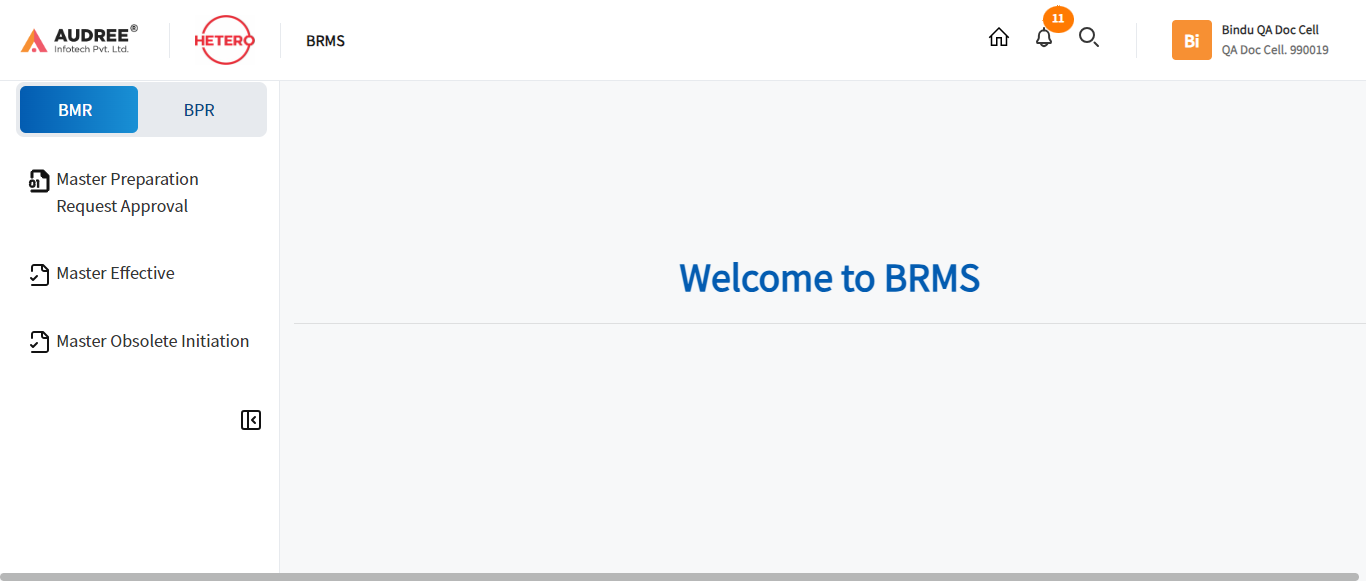 AUDREE®
Infotech Pvt. Ltd.
HETERO
BRMS
11
Bi
Bindu QA Doc Cell
QA Doc Cell. 990019
BMR
BPR
01
Master Preparation
Request Approval
Master Effective
Master Obsolete Initiation
Welcome to BRMS